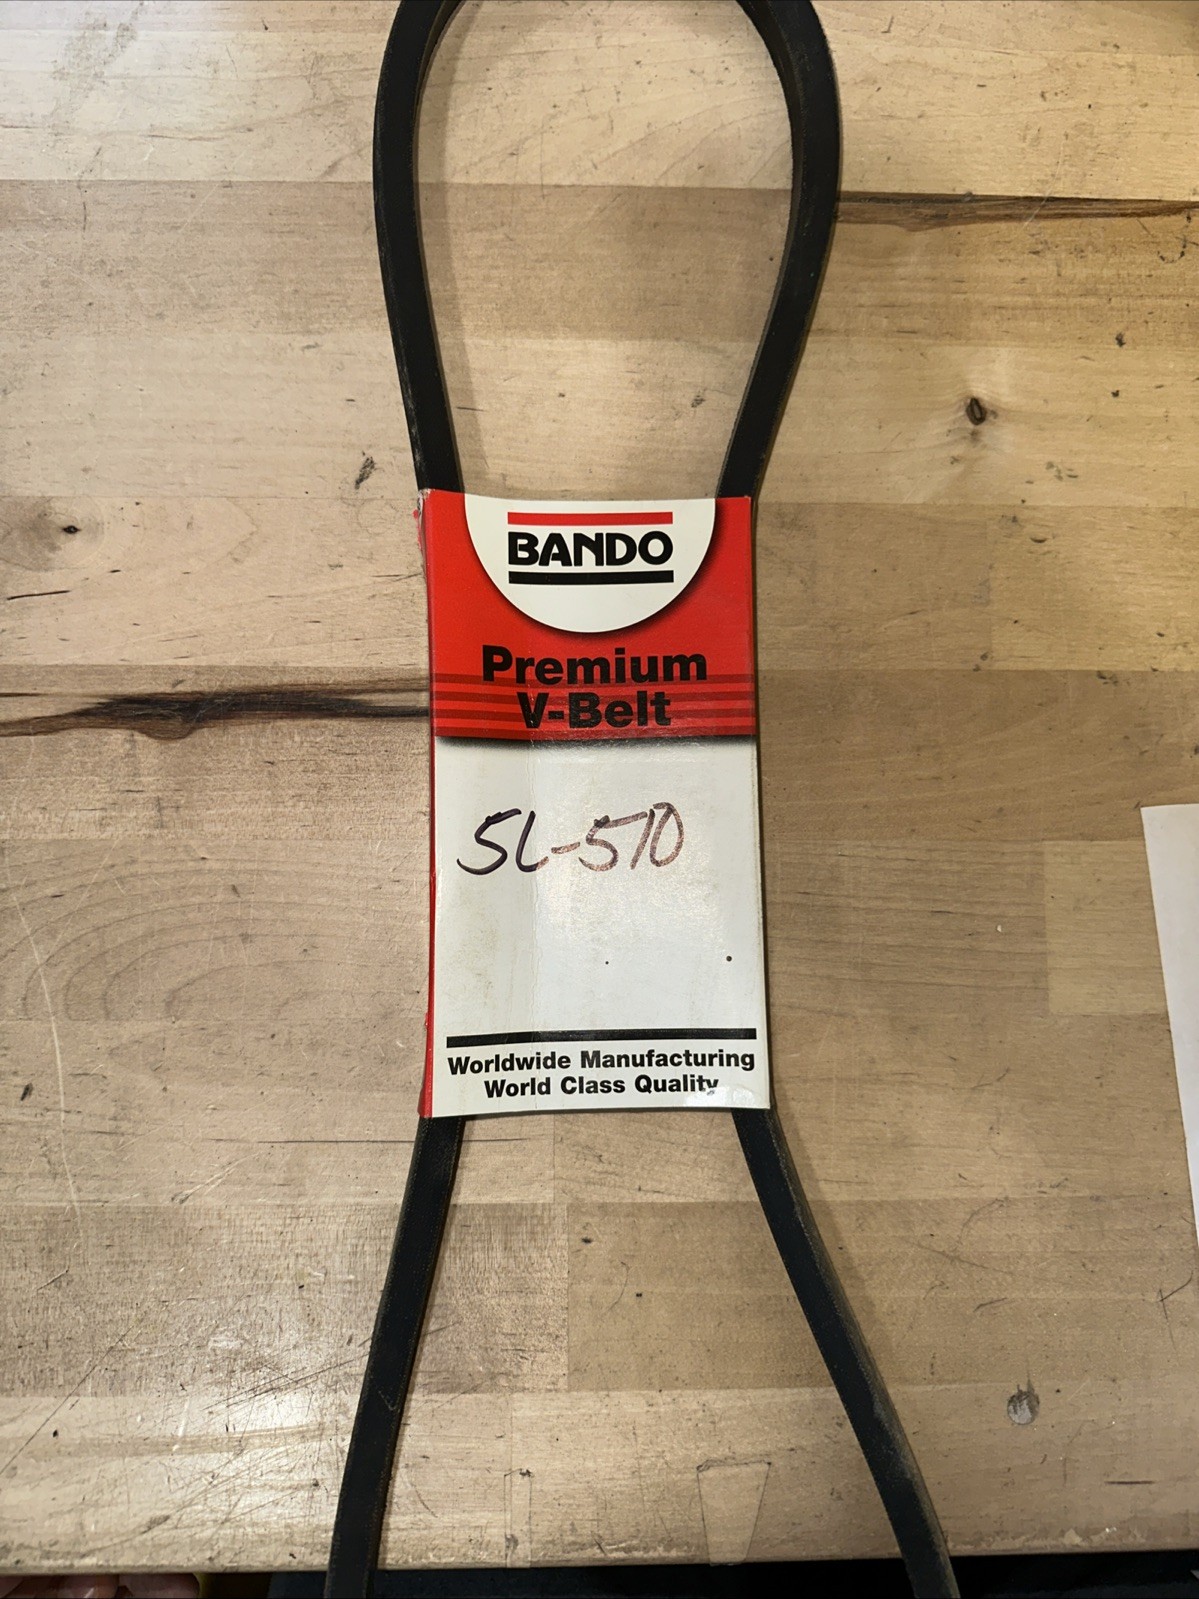 BANDO
Premium
V-Belt
5L-510
Worldwide Manufacturing
World Class Quality